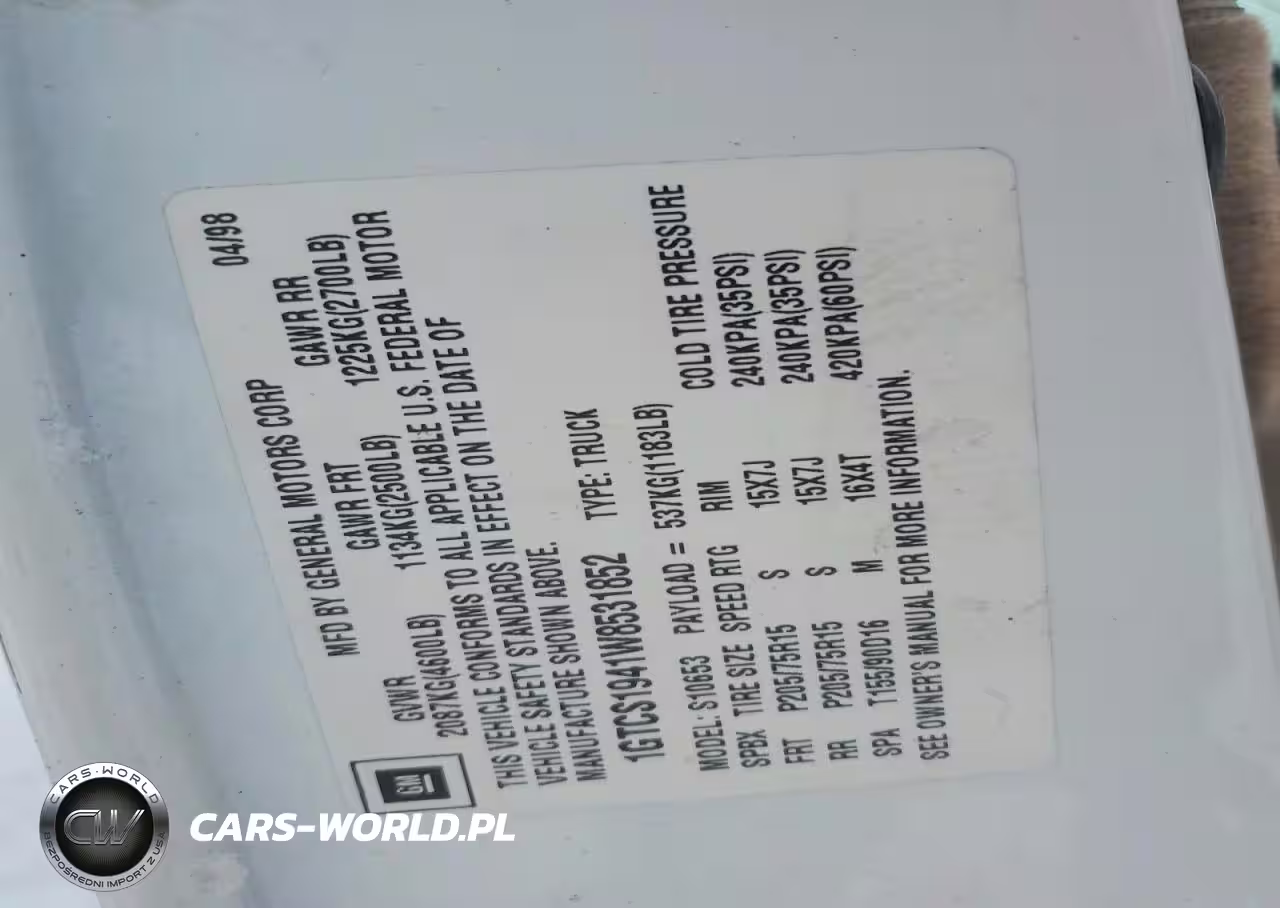 04/98
MFD BY GENERAL MOTORS CORP
GVWR GAWR FRT GAWR RR
2087KG(4600LB) 1134KG(2500LB) 1225KG(2700LB)
THIS VEHICLE CONFORMS TO ALL APPLICABLE U.S. FEDERAL MOTOR
VEHICLE SAFETY STANDARDS IN EFFECT ON THE DATE OF
MANUFACTURE SHOWN ABOVE.
1GTCS1941W8531852 TYPE: TRUCK
MODEL: S10653 PAYLOAD = 537KG(1183LB)
SPBX TIRE SIZE SPEED RTG RIM COLD TIRE PRESSURE
FRT P205/75R15 S 15X7J 240KPA(35PSI)
RR P205/75R15 S 15X7J 240KPA(35PSI)
SPA T155/90D16 M 16X4T 420KPA(60PSI)
SEE OWNER'S MANUAL FOR MORE INFORMATION.
GM
CARS-WORLD
CW
BEZPOŚREDNI IMPORT Z USA
CARS-WORLD.PL